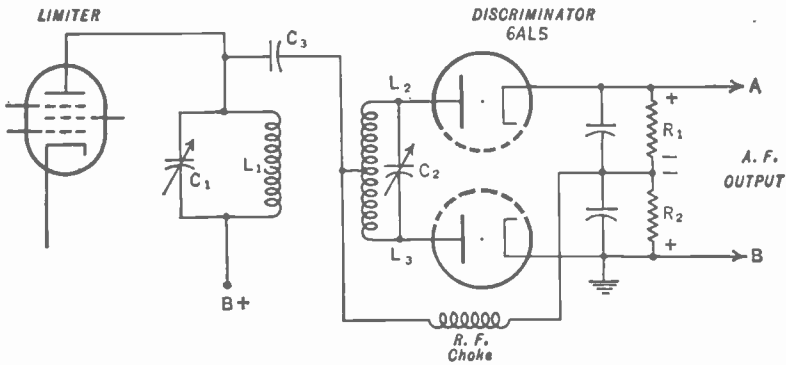 LIMITER
DISCRIMINATOR
6AL5
C3
L2
A
+
R1
L1
C1
C2
−
−
A. F.
OUTPUT
R2
L3
+
B
B+
R. F.
Choke